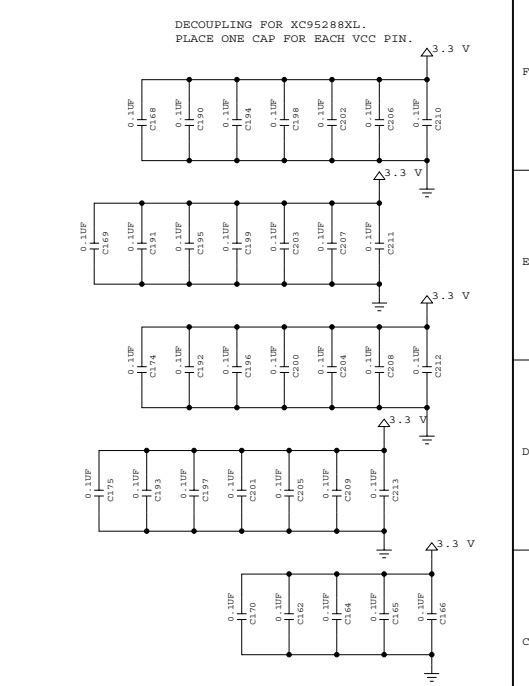 DECOUPLING FOR XC95288XL.
PLACE ONE CAP FOR EACH VCC PIN.
3.3 V
F
0.1UF C168 0.1UF C190 0.1UF C194 0.1UF C198 0.1UF C202 0.1UF C206 0.1UF C210
3.3 V
0.1UF C169 0.1UF C191 0.1UF C195 0.1UF C199 0.1UF C203 0.1UF C207 0.1UF C211
E
3.3 V
0.1UF C174 0.1UF C192 0.1UF C196 0.1UF C200 0.1UF C204 0.1UF C208 0.1UF C212
3.3 V
D
0.1UF C175 0.1UF C193 0.1UF C197 0.1UF C201 0.1UF C205 0.1UF C209 0.1UF C213
3.3 V
0.1UF C170 0.1UF C162 0.1UF C164 0.1UF C165 0.1UF C166
C